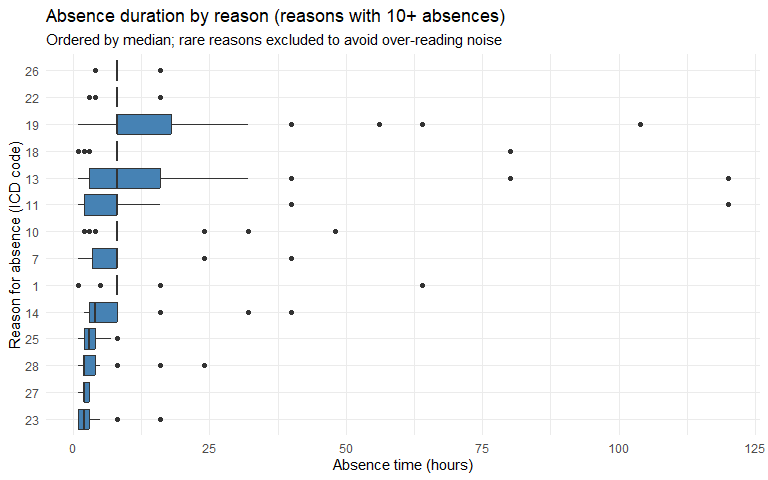 Absence duration by reason (reasons with 10+ absences)
Ordered by median; rare reasons excluded to avoid over-reading noise
Reason for absence (ICD code)
26
22
19
18
13
11
10
7
1
14
25
28
27
23
0 25 50 75 100 125
Absence time (hours)